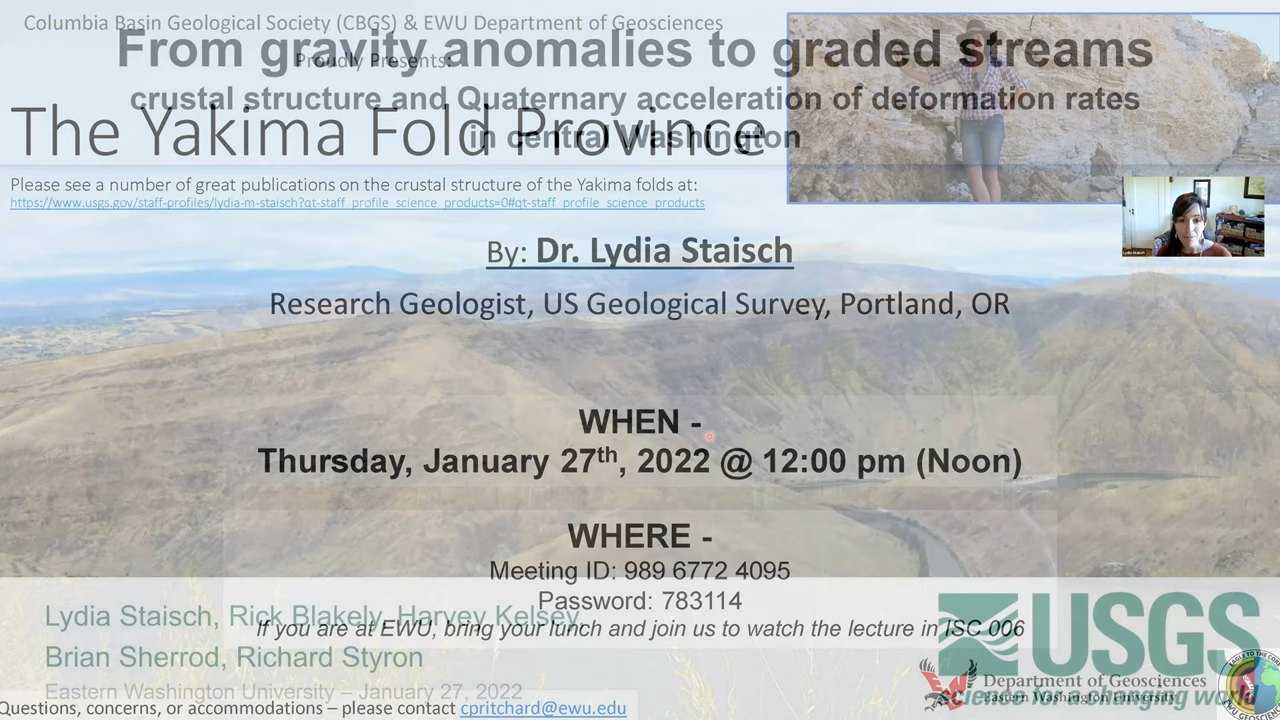 Columbia Basin Geological Society (CBGS) & EWU Department of Geosciences
From gravity anomalies to graded streams
Proudly Presents:
crustal structure and Quaternary acceleration of deformation rates
The Yakima Fold Province
in central Washington
Please see a number of great publications on the crustal structure of the Yakima folds at:
https://www.usgs.gov/staff-profiles/lydia-m-staisch?qt-staff_profile_science_products=0#qt-staff_profile_science_products
Lydia Staisch
By: Dr. Lydia Staisch
Research Geologist, US Geological Survey, Portland, OR
WHEN -
Thursday, January 27th, 2022 @ 12:00 pm (Noon)
WHERE -
Meeting ID: 989 6772 4095
Password: 783114
Lydia Staisch, Rick Blakely, Harvey Kelsey,
If you are at EWU, bring your lunch and join us to watch the lecture in ISC 006
Brian Sherrod, Richard Styron
USGS
Department of Geosciences
Eastern Washington University – January 27, 2022
Eastern Washington University
science for a changing world
Questions, concerns, or accommodations – please contact cpritchard@ewu.edu